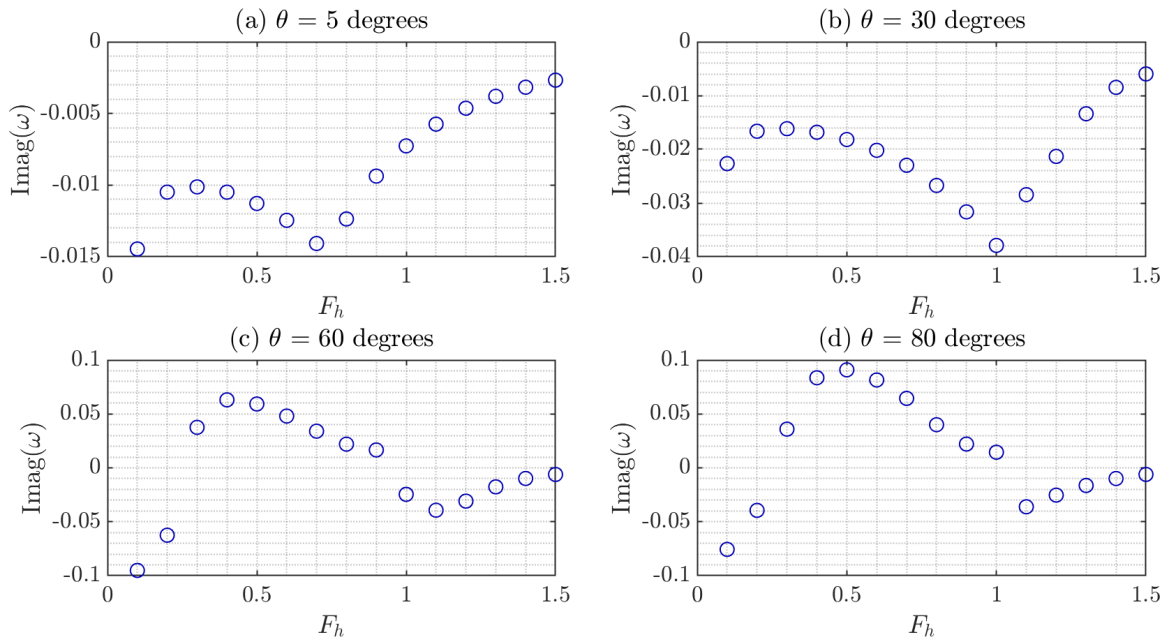 (a) θ = 5 degrees
0
-0.005
-0.01
-0.015
Imag(ω)
0 0.5 1 1.5
F_h
(b) θ = 30 degrees
0
-0.01
-0.02
-0.03
-0.04
Imag(ω)
0 0.5 1 1.5
F_h
(c) θ = 60 degrees
0.1
0.05
0
-0.05
-0.1
Imag(ω)
0 0.5 1 1.5
F_h
(d) θ = 80 degrees
0.1
0.05
0
-0.05
-0.1
Imag(ω)
0 0.5 1 1.5
F_h